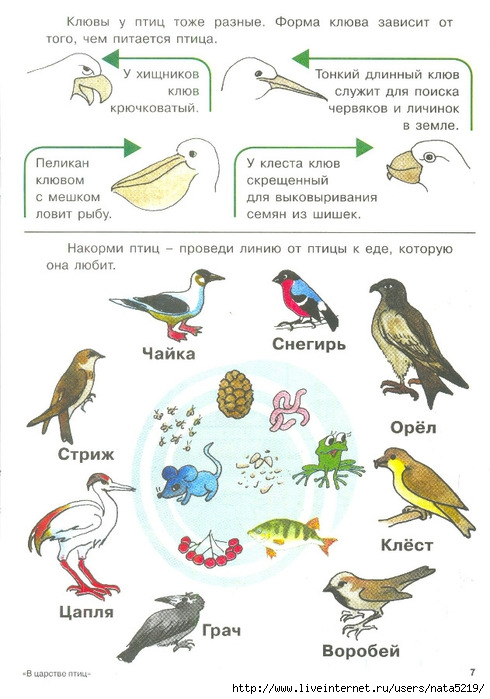 Клювы у птиц тоже разные. Форма клюва зависит от
того, чем питается птица.
У хищников
клюв
крючковатый.
Тонкий длинный клюв
служит для поиска
червяков и личинок
в земле.
Пеликан
клювом
с мешком
ловит рыбу.
У клеста клюв
скрещенный
для выковыривания
семян из шишек.
Накорми птиц – проведи линию от птицы к еде, которую
она любит.
Чайка
Снегирь
Орёл
Стриж
Клёст
Цапля
Грач
Воробей
«В царстве птиц»
7
http://www.liveinternet.ru/users/nata5219/